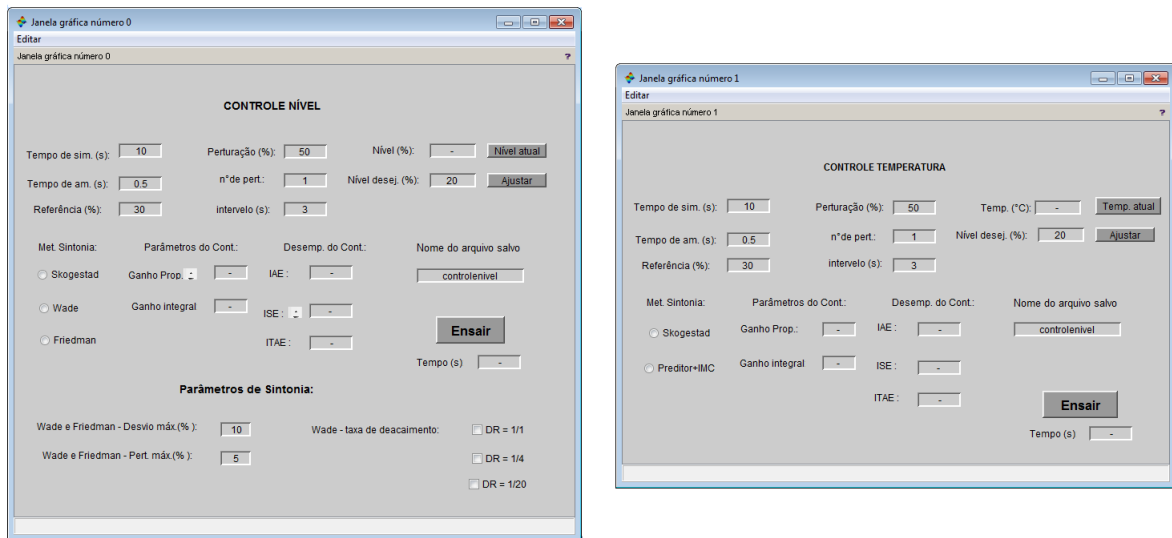 Janela gráfica número 0
Editar
Janela gráfica número 0 ?
CONTROLE NÍVEL
Tempo de sim. (s): 10 Perturação (%): 50 Nível (%): - Nível atual
Tempo de am. (s): 0.5 n°de pert.: 1 Nível desej. (%): 20 Ajustar
Referência (%): 30 intervelo (s): 3
Met. Sintonia: Parâmetros do Cont.: Desemp. do Cont.: Nome do arquivo salvo
Skogestad Ganho Prop. : - IAE : - controlenivel
Wade Ganho integral - ISE : : -
Ensair
Friedman ITAE : -
Tempo (s) -
Parâmetros de Sintonia:
Wade e Friedman - Desvio máx.(% ): 10 Wade - taxa de deacaimento: DR = 1/1
Wade e Friedman - Pert. máx.(% ): 5 DR = 1/4
DR = 1/20
Janela gráfica número 1
Editar
Janela gráfica número 1 ?
CONTROLE TEMPERATURA
Tempo de sim. (s): 10 Perturação (%): 50 Temp. (°C): - Temp. atual
Tempo de am. (s): 0.5 n°de pert.: 1 Nível desej. (%): 20 Ajustar
Referência (%): 30 intervelo (s): 3
Met. Sintonia: Parâmetros do Cont.: Desemp. do Cont.: Nome do arquivo salvo
Skogestad Ganho Prop.: - IAE : - controlenivel
Preditor+IMC Ganho integral - ISE : -
ITAE : - Ensair
Tempo (s) -